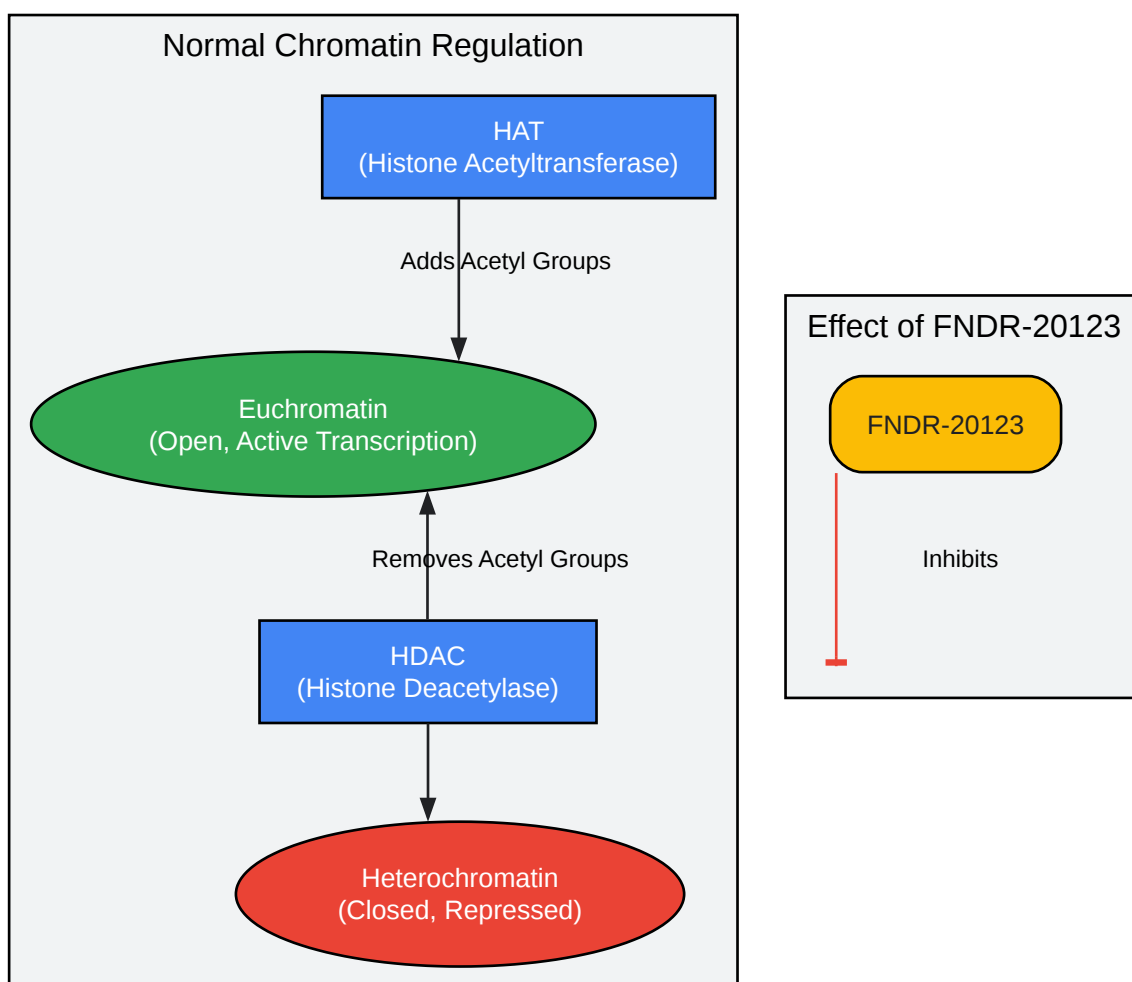 Normal Chromatin Regulation
HAT
(Histone Acetyltransferase)
Adds Acetyl Groups
Euchromatin
(Open, Active Transcription)
Removes Acetyl Groups
HDAC
(Histone Deacetylase)
Heterochromatin
(Closed, Repressed)
Effect of FNDR-20123
FNDR-20123
Inhibits